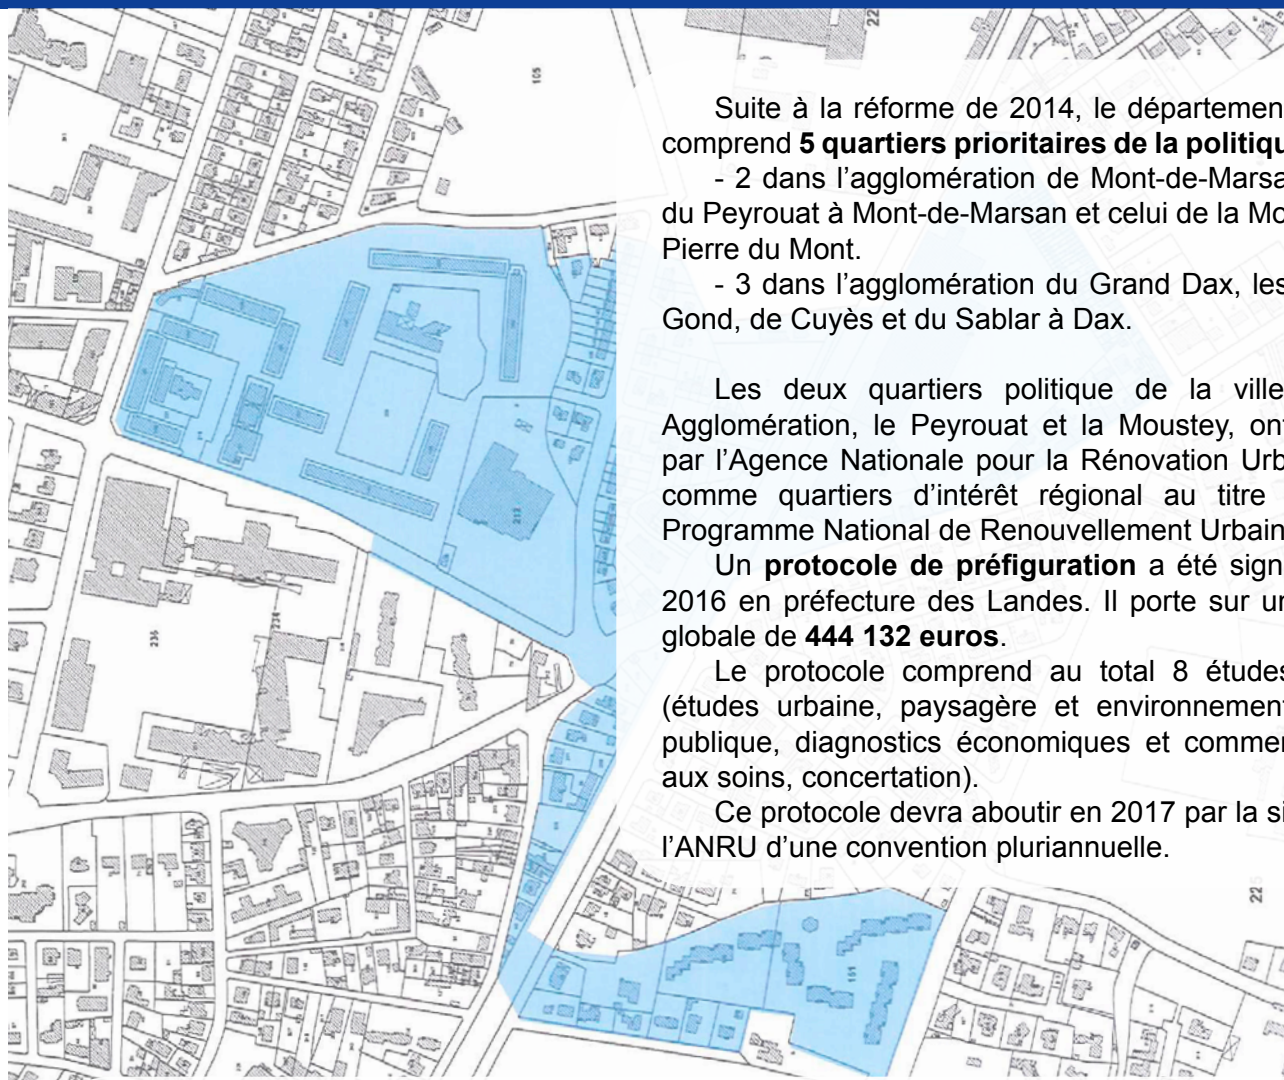 105
22
Suite à la réforme de 2014, le départemen
comprend 5 quartiers prioritaires de la politiqu
- 2 dans l’agglomération de Mont-de-Marsa
du Peyrouat à Mont-de-Marsan et celui de la Mo
Pierre du Mont.
- 3 dans l’agglomération du Grand Dax, les
Gond, de Cuyès et du Sablar à Dax.
Les deux quartiers politique de la ville
Agglomération, le Peyrouat et la Moustey, on
par l’Agence Nationale pour la Rénovation Urb
comme quartiers d’intérêt régional au titre
Programme National de Renouvellement Urbain
Un protocole de préfiguration a été sign
2016 en préfecture des Landes. Il porte sur un
globale de 444 132 euros.
Le protocole comprend au total 8 études
(études urbaine, paysagère et environnement
publique, diagnostics économiques et commer
aux soins, concertation).
Ce protocole devra aboutir en 2017 par la si
l’ANRU d’une convention pluriannuelle.
213
236
234
151
22